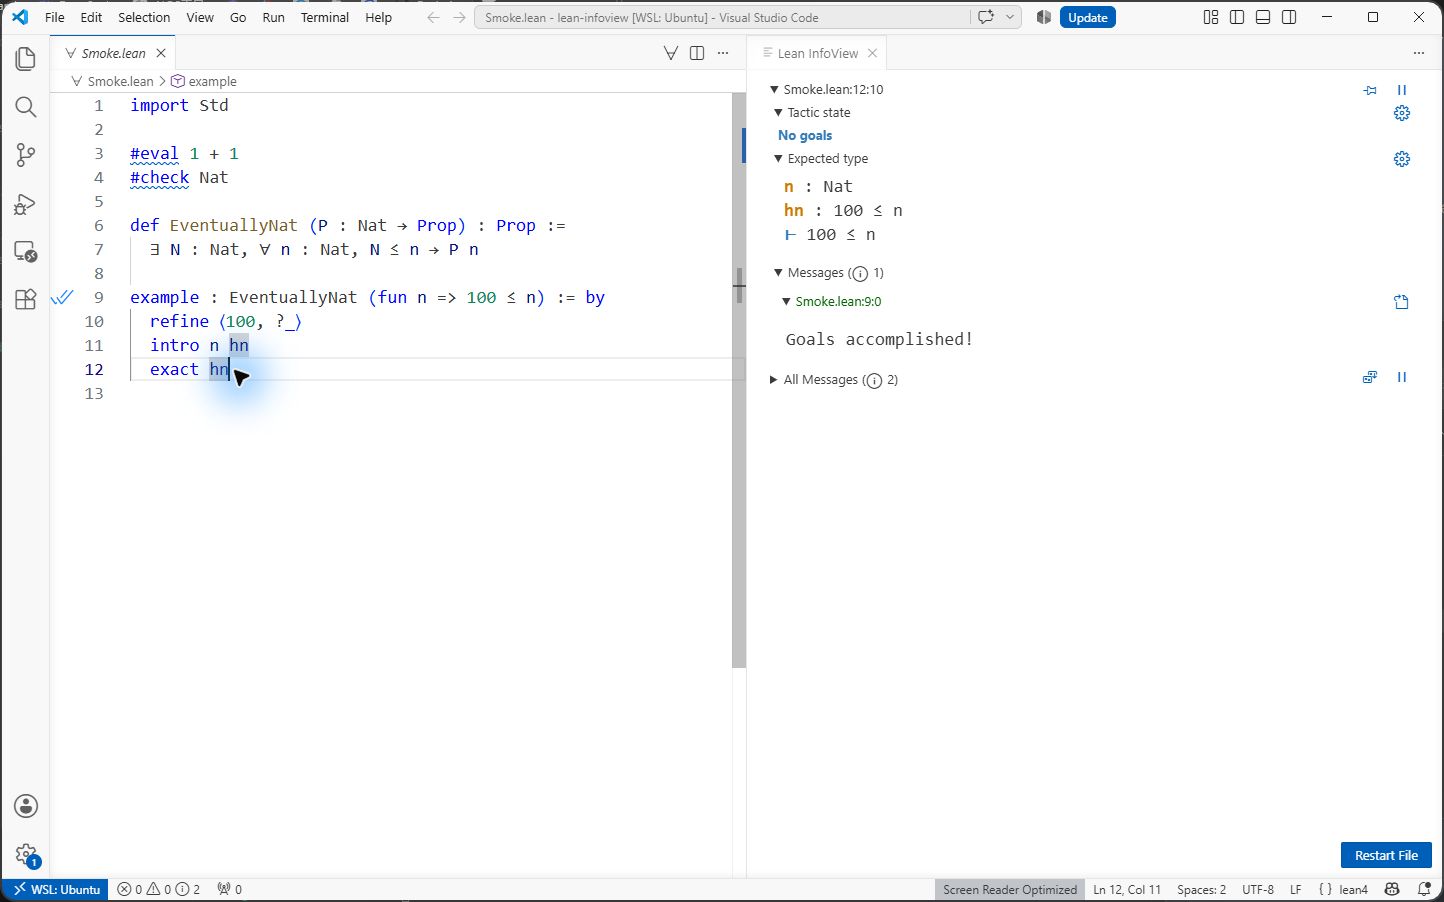 File Edit Selection View Go Run Terminal Help
Smoke.lean - lean-infoview [WSL: Ubuntu] - Visual Studio Code
Update
Smoke.lean
Smoke.lean > example
1 import Std
2
3 #eval 1 + 1
4 #check Nat
5
6 def EventuallyNat (P : Nat → Prop) : Prop :=
7 ∃ N : Nat, ∀ n : Nat, N ≤ n → P n
8
9 example : EventuallyNat (fun n => 100 ≤ n) := by
10 refine ⟨100, ?_⟩
11 intro n hn
12 exact hn
13
Lean InfoView
Smoke.lean:12:10
Tactic state
No goals
Expected type
n : Nat
hn : 100 ≤ n
⊢ 100 ≤ n
Messages (ⓘ 1)
Smoke.lean:9:0
Goals accomplished!
All Messages (ⓘ 2)
Restart File
1
WSL: Ubuntu 0 0 2 0
Screen Reader Optimized Ln 12, Col 11 Spaces: 2 UTF-8 LF { } lean4